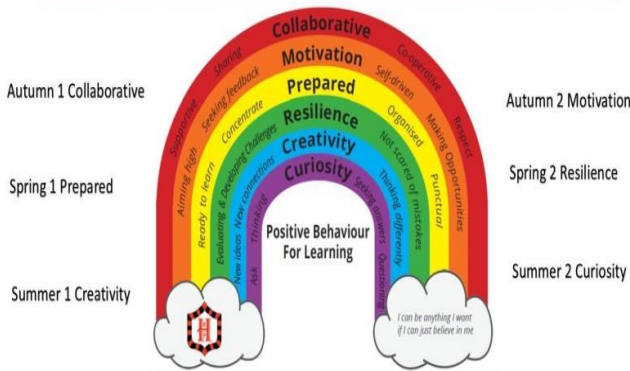 Collaborative
Supportive
Sharing
Co-operative
Respect
Motivation
Aiming high
Seeking feedback
Self-driven
Making Opportunities
Prepared
Ready to learn
Concentrate
Organised
Punctual
Resilience
Evaluating & Developing Challenges
Not scared of mistakes
Creativity
New ideas New connections
Thinking differently
Curiosity
Ask
Thinking
Seeking answers
Questioning
Positive Behaviour
For Learning
Autumn 1 Collaborative
Autumn 2 Motivation
Spring 1 Prepared
Spring 2 Resilience
Summer 1 Creativity
Summer 2 Curiosity
I can be anything I want
if I can just believe in me